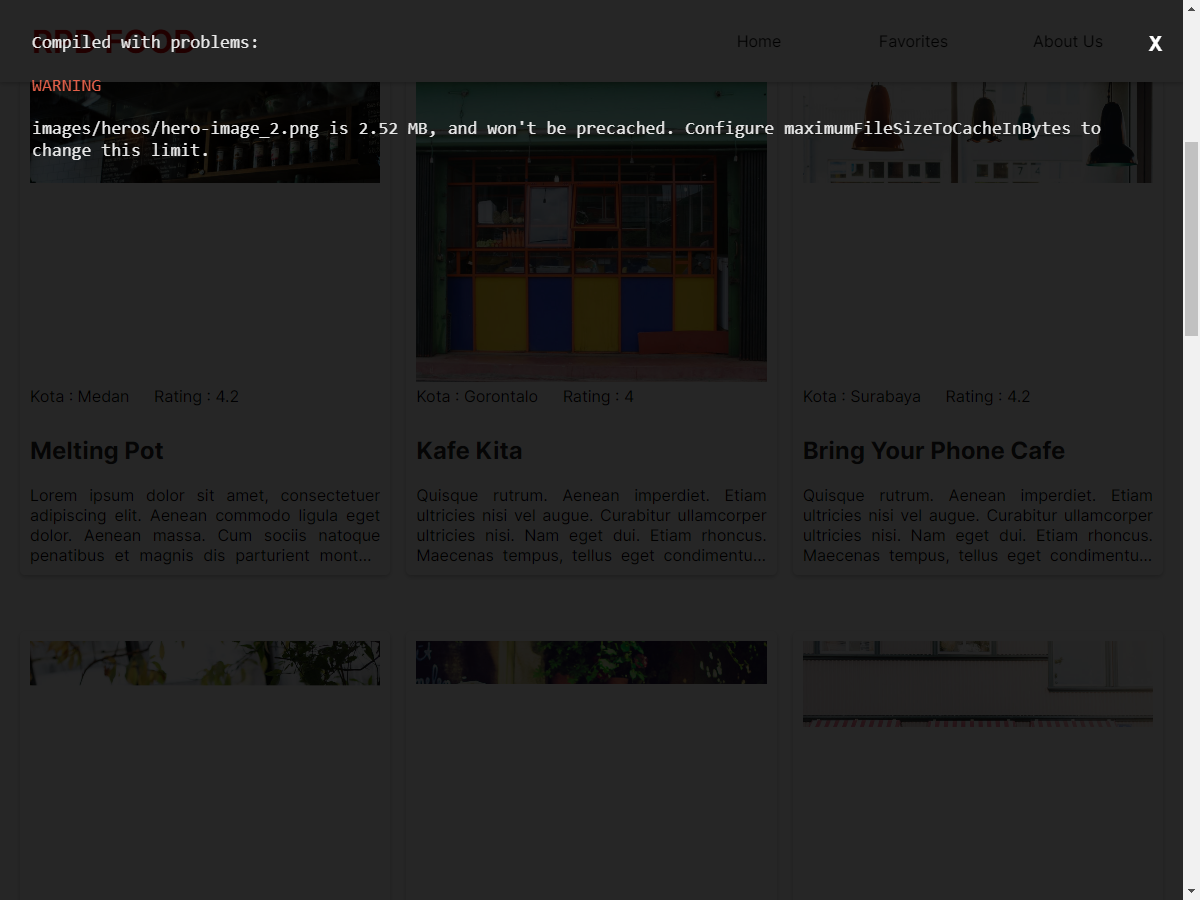 Compiled with problems:
X
RPD FOOD
Home
Favorites
About Us
WARNING
images/heros/hero-image_2.png is 2.52 MB, and won't be precached. Configure maximumFileSizeToCacheInBytes to
change this limit.
Kota : Medan Rating : 4.2
Melting Pot
Lorem ipsum dolor sit amet, consectetuer
adipiscing elit. Aenean commodo ligula eget
dolor. Aenean massa. Cum sociis natoque
penatibus et magnis dis parturient mont...
Kota : Gorontalo Rating : 4
Kafe Kita
Quisque rutrum. Aenean imperdiet. Etiam
ultricies nisi vel augue. Curabitur ullamcorper
ultricies nisi. Nam eget dui. Etiam rhoncus.
Maecenas tempus, tellus eget condimentu...
Kota : Surabaya Rating : 4.2
Bring Your Phone Cafe
Quisque rutrum. Aenean imperdiet. Etiam
ultricies nisi vel augue. Curabitur ullamcorper
ultricies nisi. Nam eget dui. Etiam rhoncus.
Maecenas tempus, tellus eget condimentu...